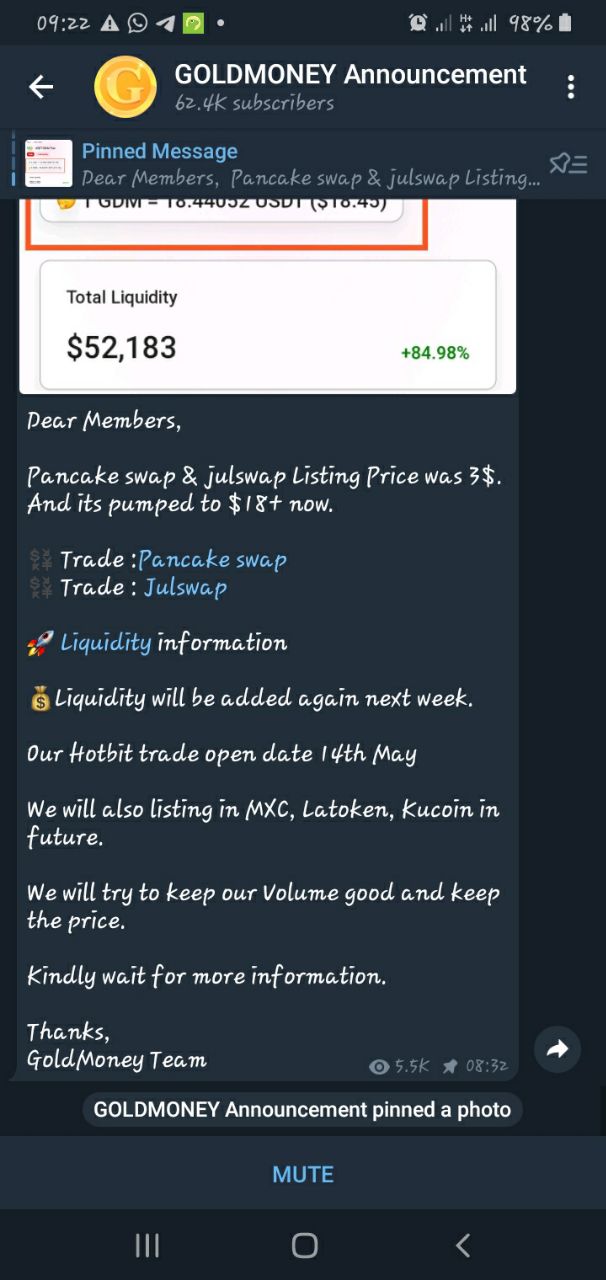 09:22
H+
98%
GOLDMONEY Announcement
62.4K subscribers
Pinned Message
Dear Members, Pancake swap & julswap Listing...
1 GDM = 18.44052 USDT ($18.45)
Total Liquidity
$52,183
+84.98%
Dear Members,
Pancake swap & julswap Listing Price was 3$.
And its pumped to $18+ now.
💱 Trade :Pancake swap
💱 Trade : Julswap
🚀 Liquidity information
💰Liquidity will be added again next week.
Our Hotbit trade open date 14th May
We will also listing in MXC, Latoken, Kucoin in
future.
We will try to keep our Volume good and keep
the price.
Kindly wait for more information.
Thanks,
GoldMoney Team
5.5K 08:32
GOLDMONEY Announcement pinned a photo
MUTE